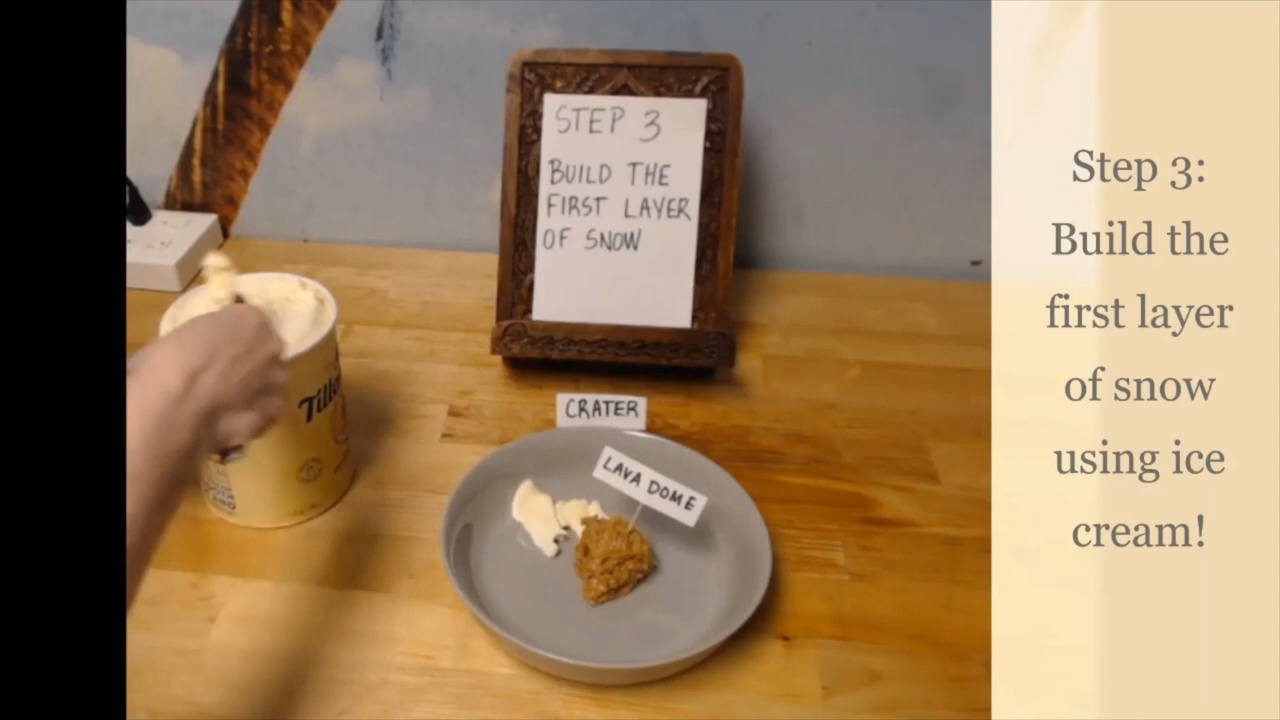 STEP 3
BUILD THE
FIRST LAYER
OF SNOW
CRATER
LAVA DOME
Step 3:
Build the
first layer
of snow
using ice
cream!